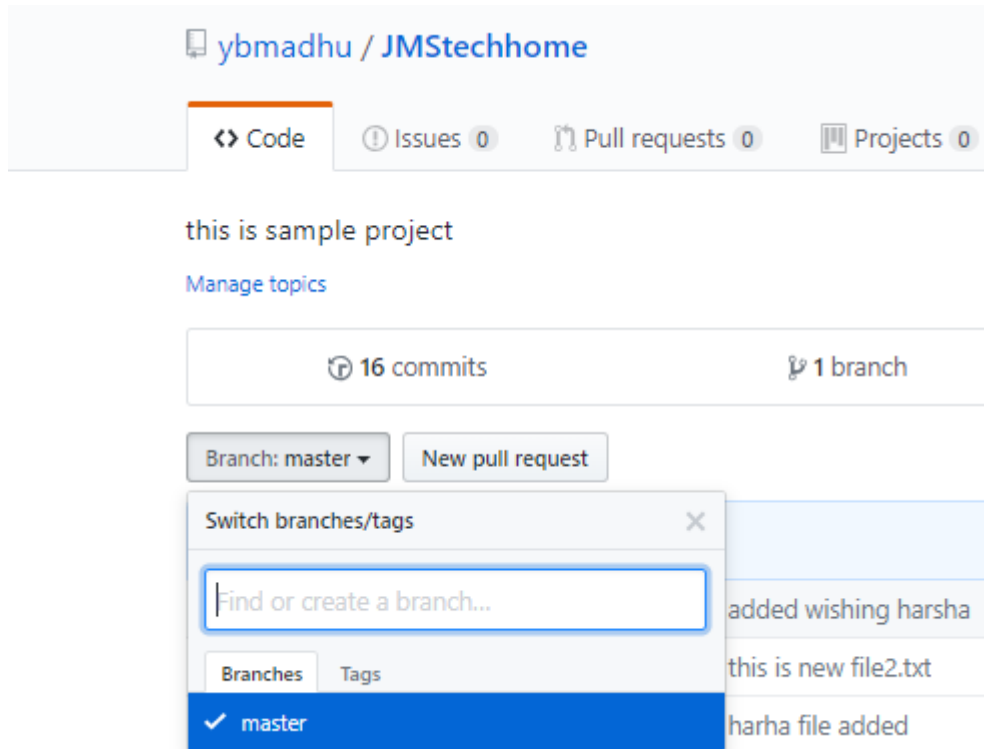 ybmadhu / JMStechhome
<> Code Issues 0 Pull requests 0 Projects 0
this is sample project
Manage topics
16 commits 1 branch
Branch: master New pull request
Switch branches/tags
Find or create a branch...
added wishing harsha
Branches Tags
this is new file2.txt
master
harha file added